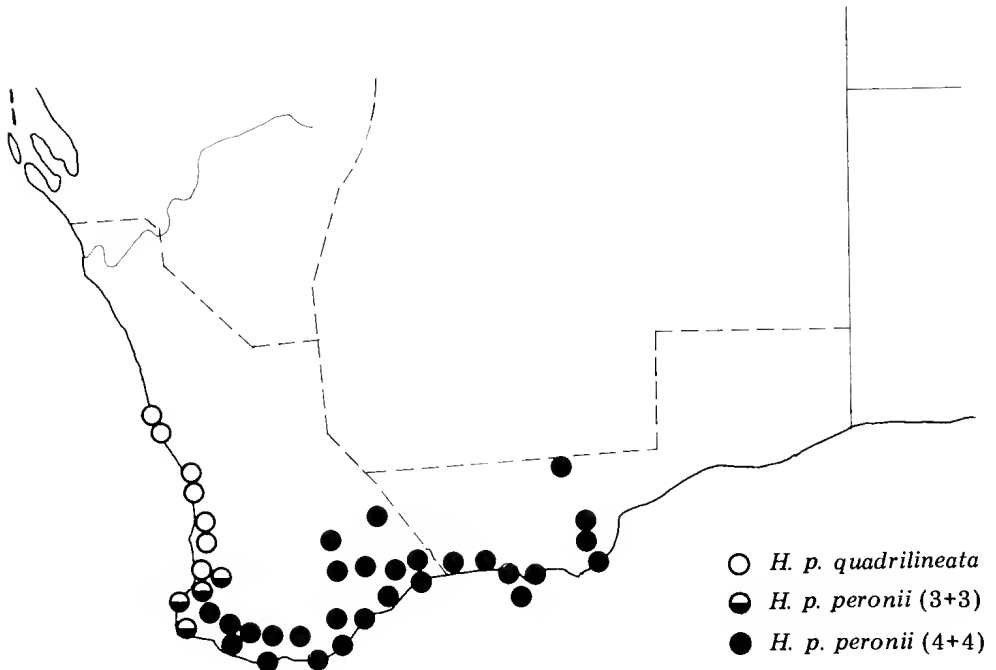 H. p. quadrilineata
H. p. peronii (3+3)
H. p. peronii (4+4)